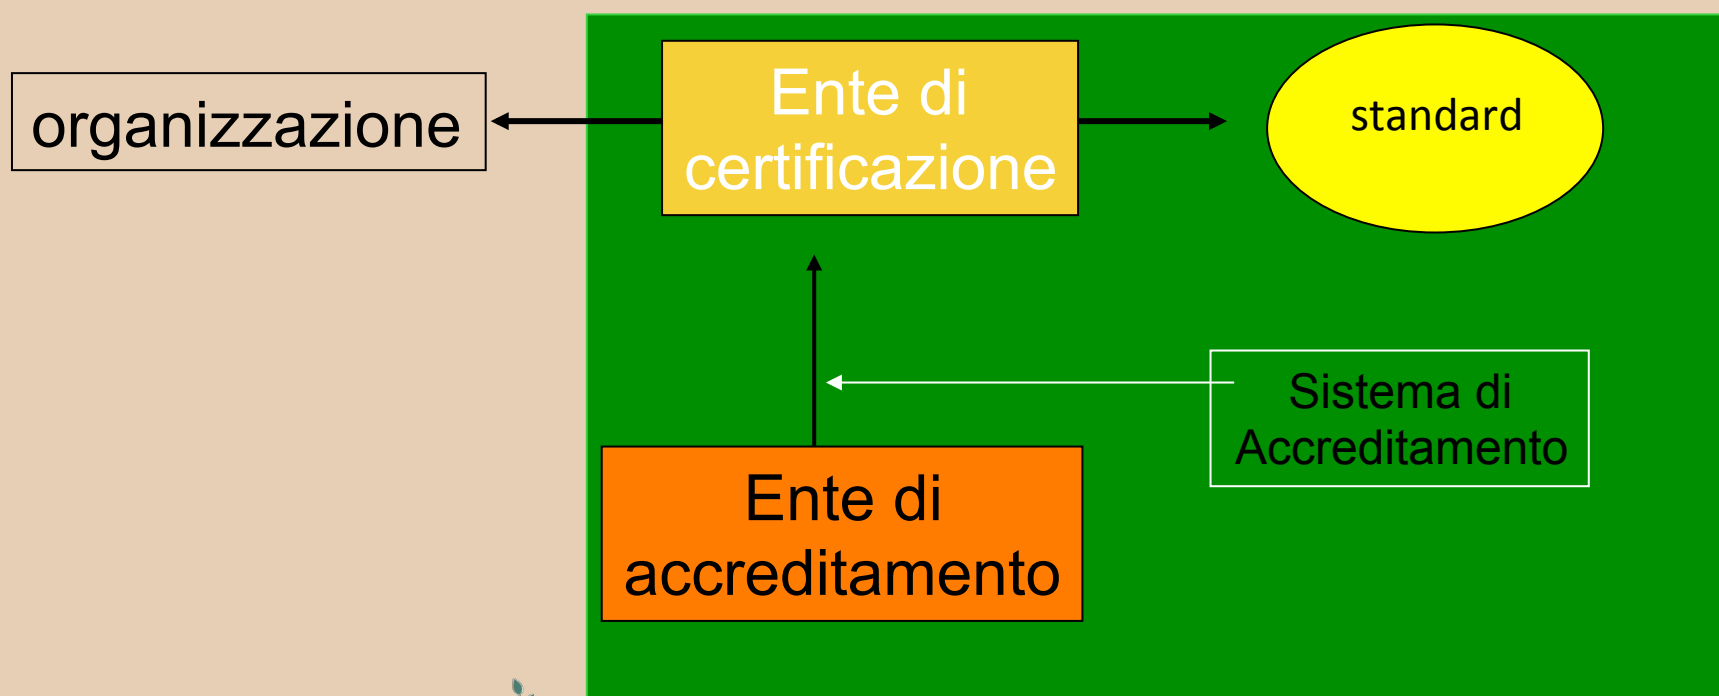 organizzazione
Ente di
certificazione
standard
Sistema di
Accreditamento
Ente di
accreditamento